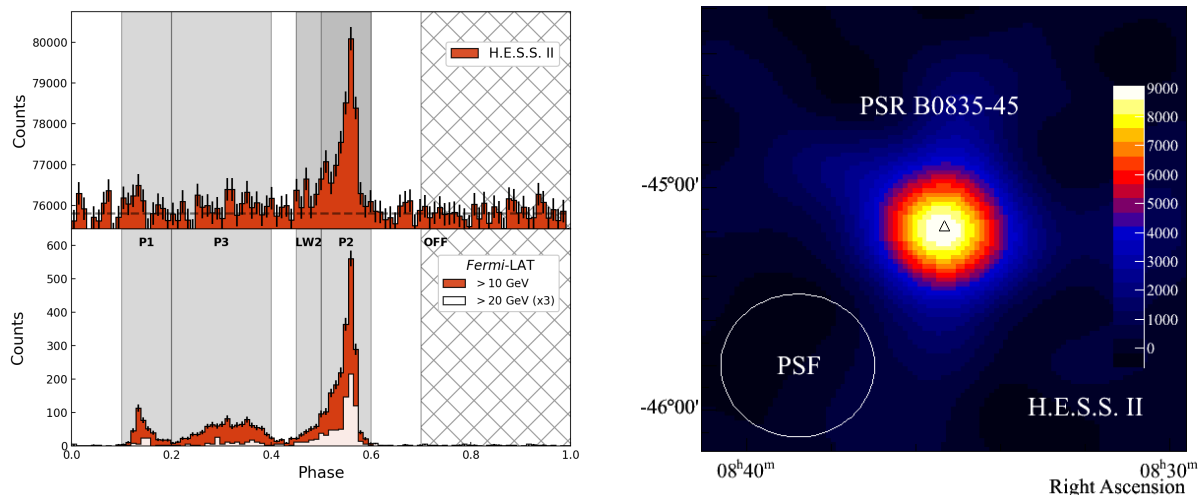 80000
79000
78000
77000
76000
Counts
H.E.S.S. II
P1
P3
LW2
P2
OFF
600
500
400
300
200
100
0
Counts
Fermi-LAT
> 10 GeV
> 20 GeV (x3)
0.0
0.2
0.4
0.6
0.8
1.0
Phase
PSR B0835-45
-45°00'
-46°00'
9000
8000
7000
6000
5000
4000
3000
2000
1000
0
PSF
H.E.S.S. II
08h40m
08h30m
Right Ascension